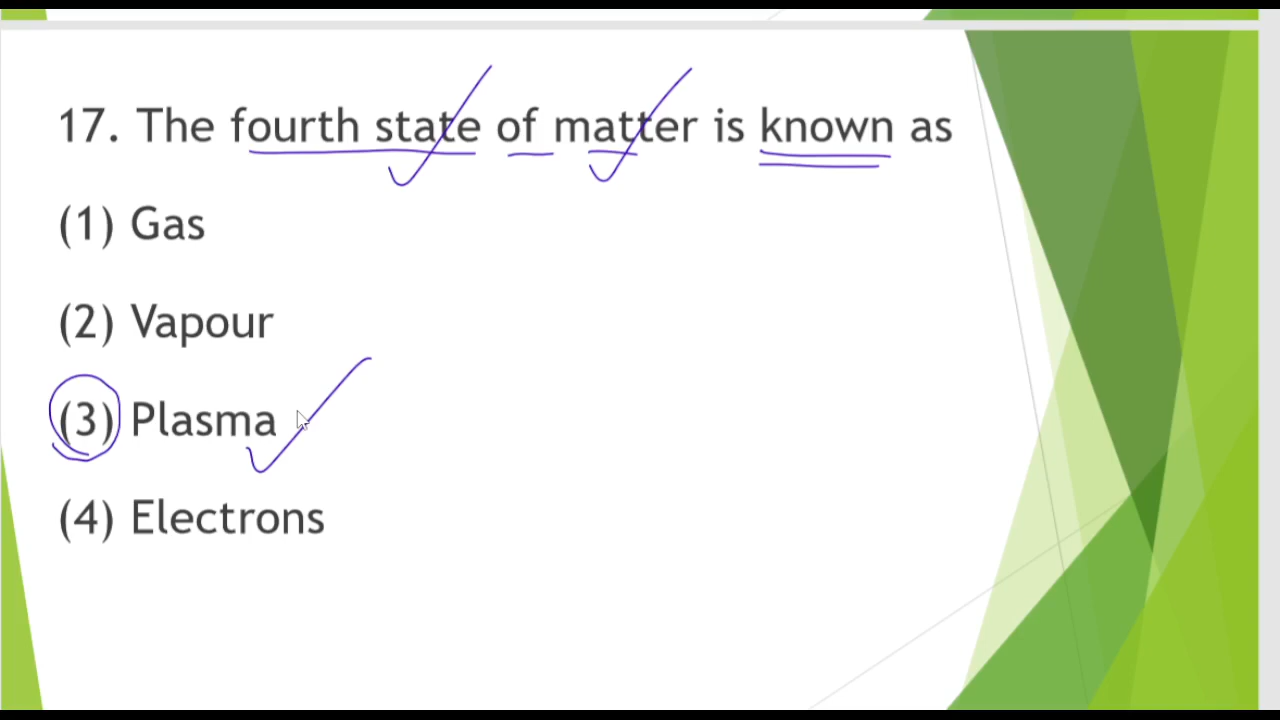 17. The fourth state of matter is known as
(1) Gas
(2) Vapour
(3) Plasma
(4) Electrons